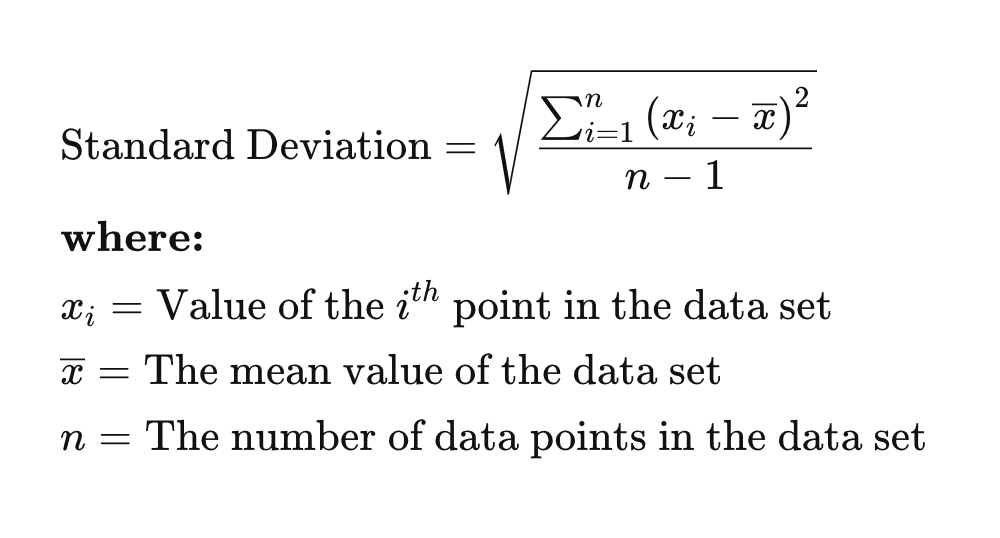 Standard Deviation = √(∑ⁿᵢ₌₁ (xᵢ − x̅)² / n − 1)
where:
xᵢ = Value of the iᵗʰ point in the data set
x̅ = The mean value of the data set
n = The number of data points in the data set